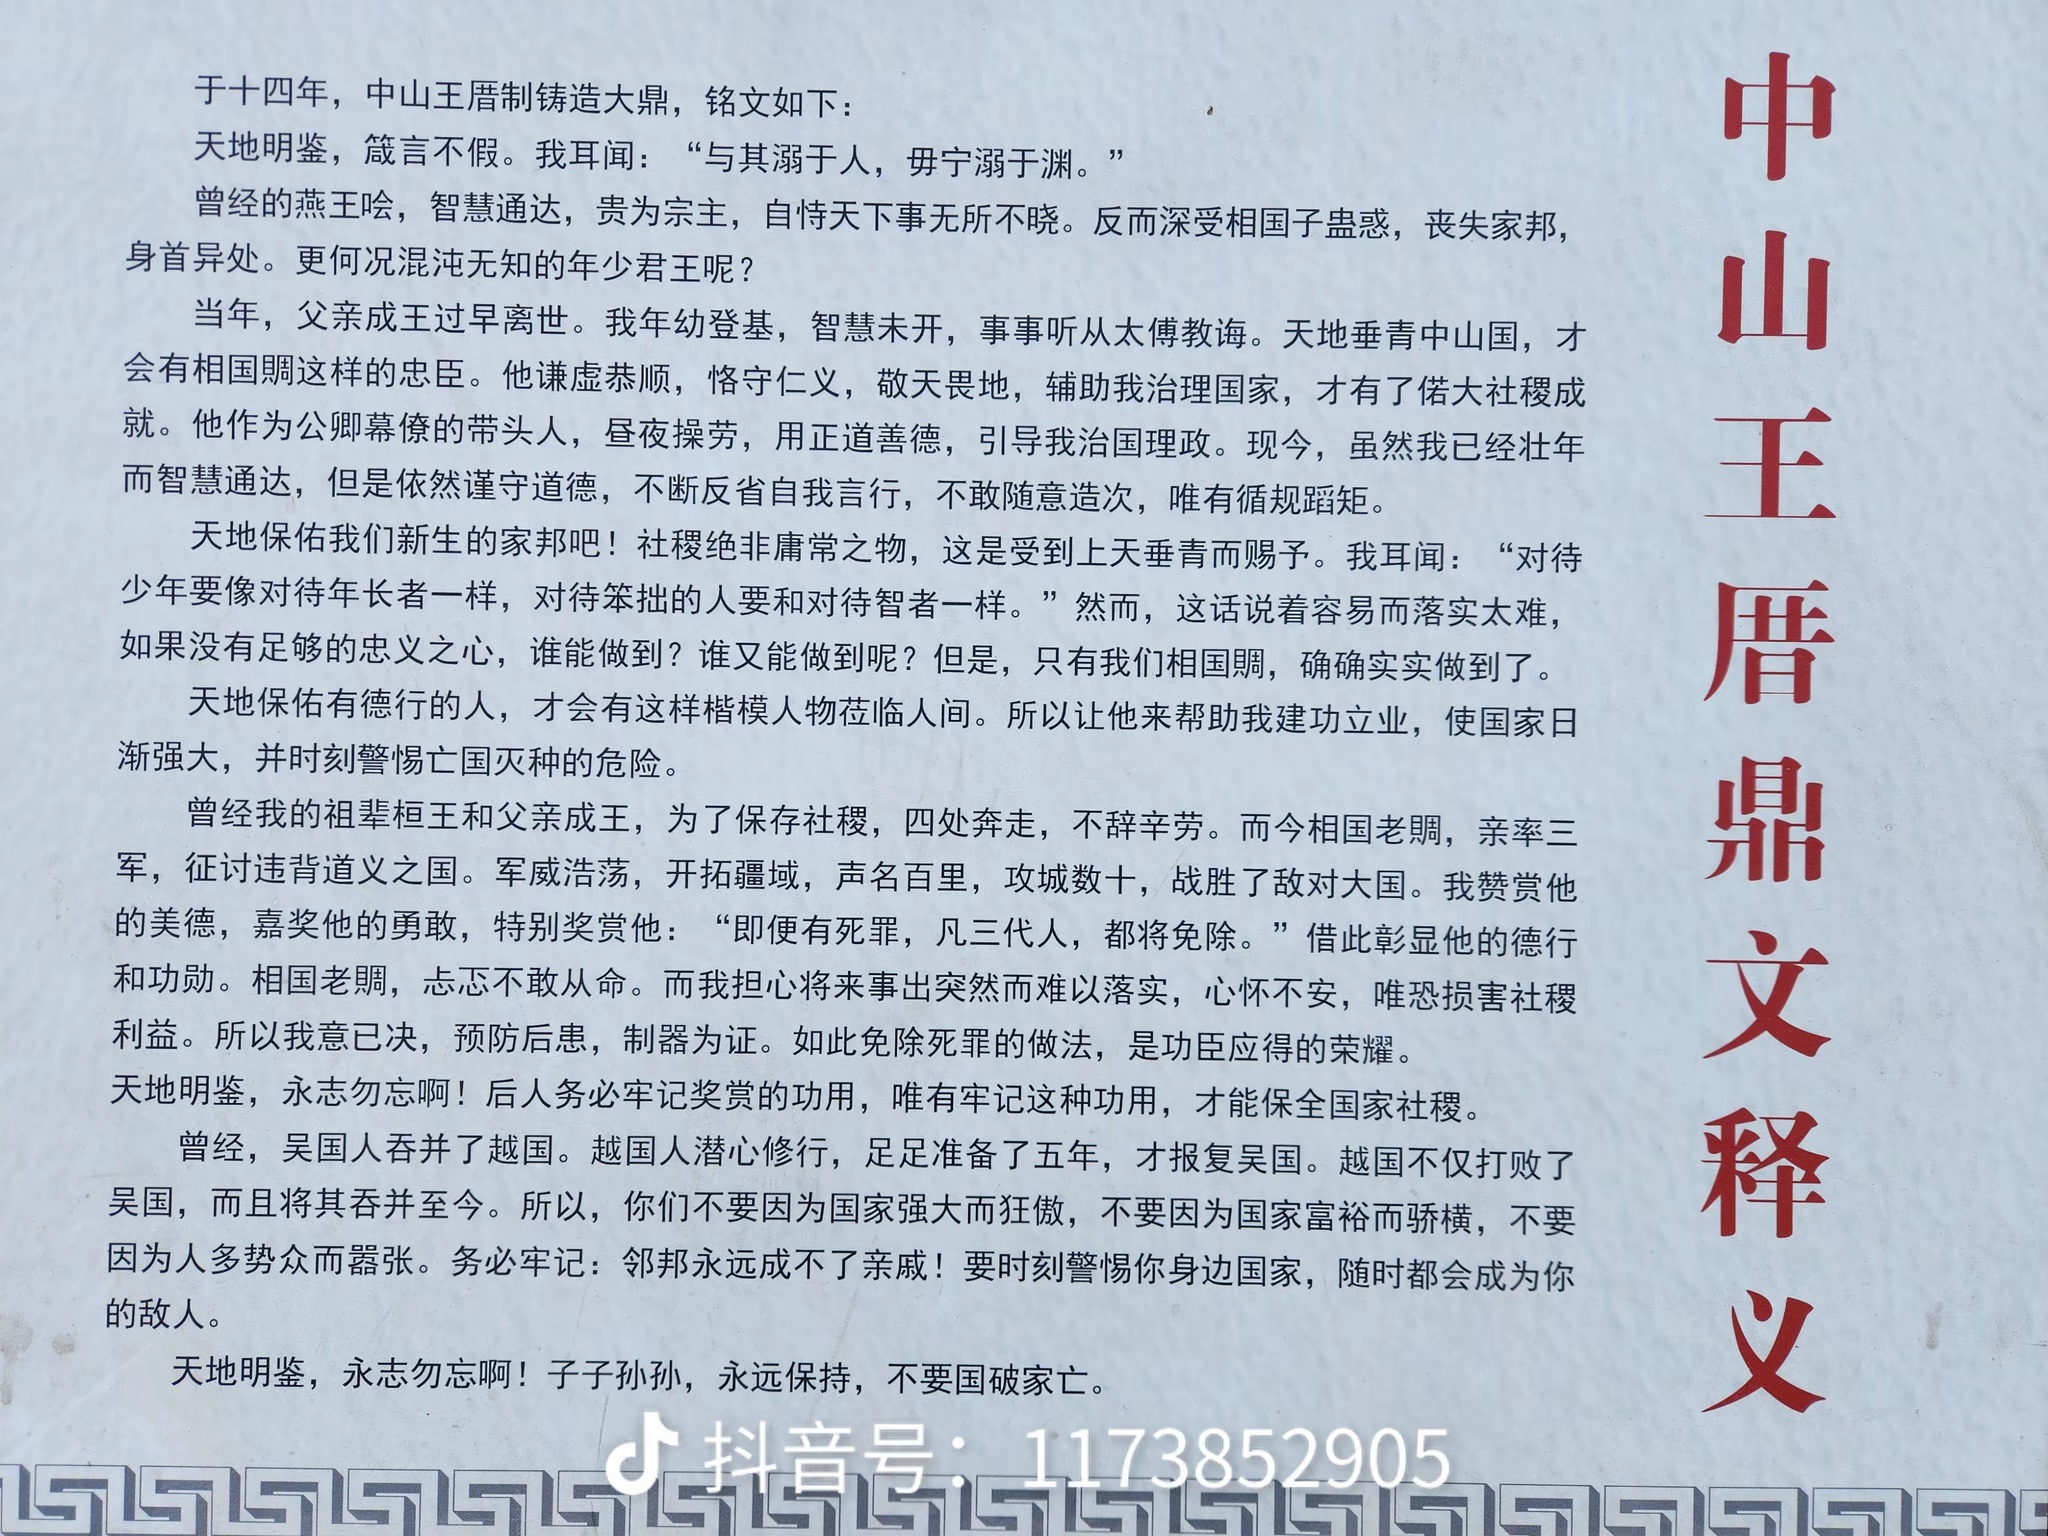 中山王厝鼎文释义
于十四年，中山王厝制铸造大鼎，铭文如下：
天地明鉴，箴言不假。我耳闻：“与其溺于人，毋宁溺于渊。”
曾经的燕王哙，智慧通达，贵为宗主，自恃天下事无所不晓。反而深受相国子蛊惑，丧失家邦，
身首异处。更何况混沌无知的年少君王呢？
当年，父亲成王过早离世。我年幼登基，智慧未开，事事听从太傅教诲。天地垂青中山国，才
会有相国賙这样的忠臣。他谦虚恭顺，恪守仁义，敬天畏地，辅助我治理国家，才有了偌大社稷成
就。他作为公卿幕僚的带头人，昼夜操劳，用正道善德，引导我治国理政。现今，虽然我已经壮年
而智慧通达，但是依然谨守道德，不断反省自我言行，不敢随意造次，唯有循规蹈矩。
天地保佑我们新生的家邦吧！社稷绝非庸常之物，这是受到上天垂青而赐予。我耳闻：“对待
少年要像对待年长者一样，对待笨拙的人要和对待智者一样。”然而，这话说着容易而落实太难，
如果没有足够的忠义之心，谁能做到？谁又能做到呢？但是，只有我们相国賙，确确实实做到了。
天地保佑有德行的人，才会有这样楷模人物莅临人间。所以让他来帮助我建功立业，使国家日
渐强大，并时刻警惕亡国灭种的危险。
曾经我的祖辈桓王和父亲成王，为了保存社稷，四处奔走，不辞辛劳。而今相国老賙，亲率三
军，征讨违背道义之国。军威浩荡，开拓疆域，声名百里，攻城数十，战胜了敌对大国。我赞赏他
的美德，嘉奖他的勇敢，特别奖赏他：“即便有死罪，凡三代人，都将免除。”借此彰显他的德行
和功勋。相国老賙，忐忑不敢从命。而我担心将来事出突然而难以落实，心怀不安，唯恐损害社稷
利益。所以我意已决，预防后患，制器为证。如此免除死罪的做法，是功臣应得的荣耀。
天地明鉴，永志勿忘啊！后人务必牢记奖赏的功用，唯有牢记这种功用，才能保全国家社稷。
曾经，吴国人吞并了越国。越国人潜心修行，足足准备了五年，才报复吴国。越国不仅打败了
吴国，而且将其吞并至今。所以，你们不要因为国家强大而狂傲，不要因为国家富裕而骄横，不要
因为人多势众而嚣张。务必牢记：邻邦永远成不了亲戚！要时刻警惕你身边国家，随时都会成为你
的敌人。
天地明鉴，永志勿忘啊！子子孙孙，永远保持，不要国破家亡。
抖音号：1173852905